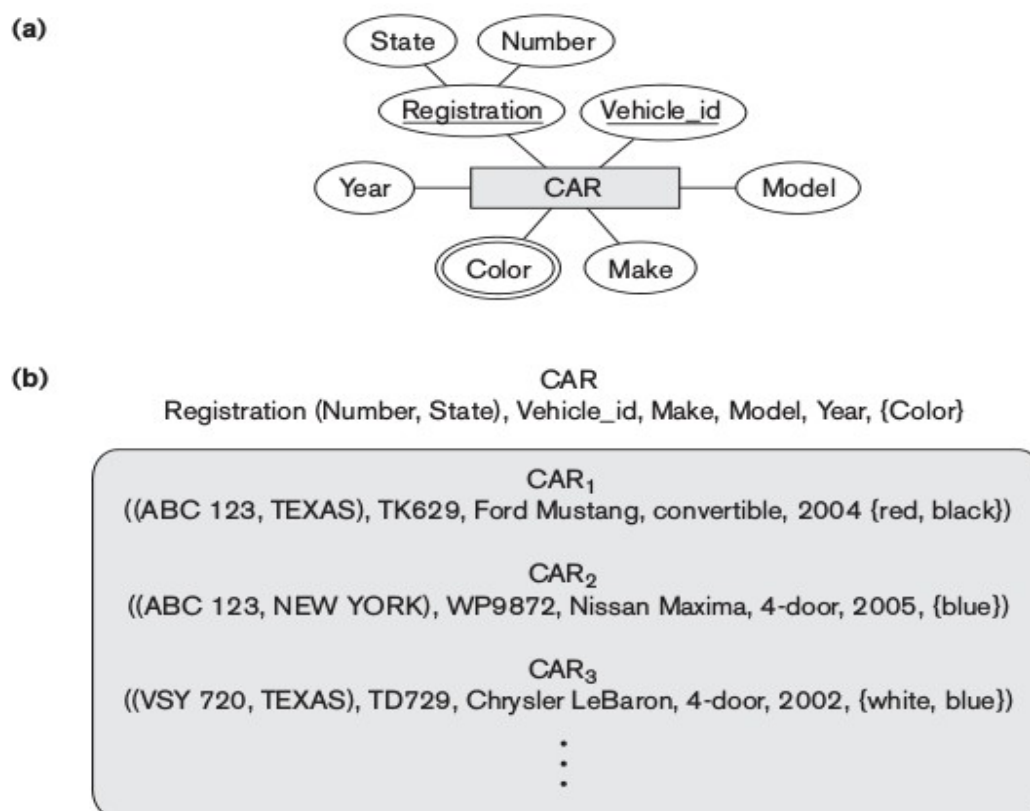 (a)
State
Number
Registration
Vehicle_id
Year
CAR
Model
Color
Make
(b)
CAR
Registration (Number, State), Vehicle_id, Make, Model, Year, {Color}
CAR₁
((ABC 123, TEXAS), TK629, Ford Mustang, convertible, 2004 {red, black})
CAR₂
((ABC 123, NEW YORK), WP9872, Nissan Maxima, 4-door, 2005, {blue})
CAR₃
((VSY 720, TEXAS), TD729, Chrysler LeBaron, 4-door, 2002, {white, blue})